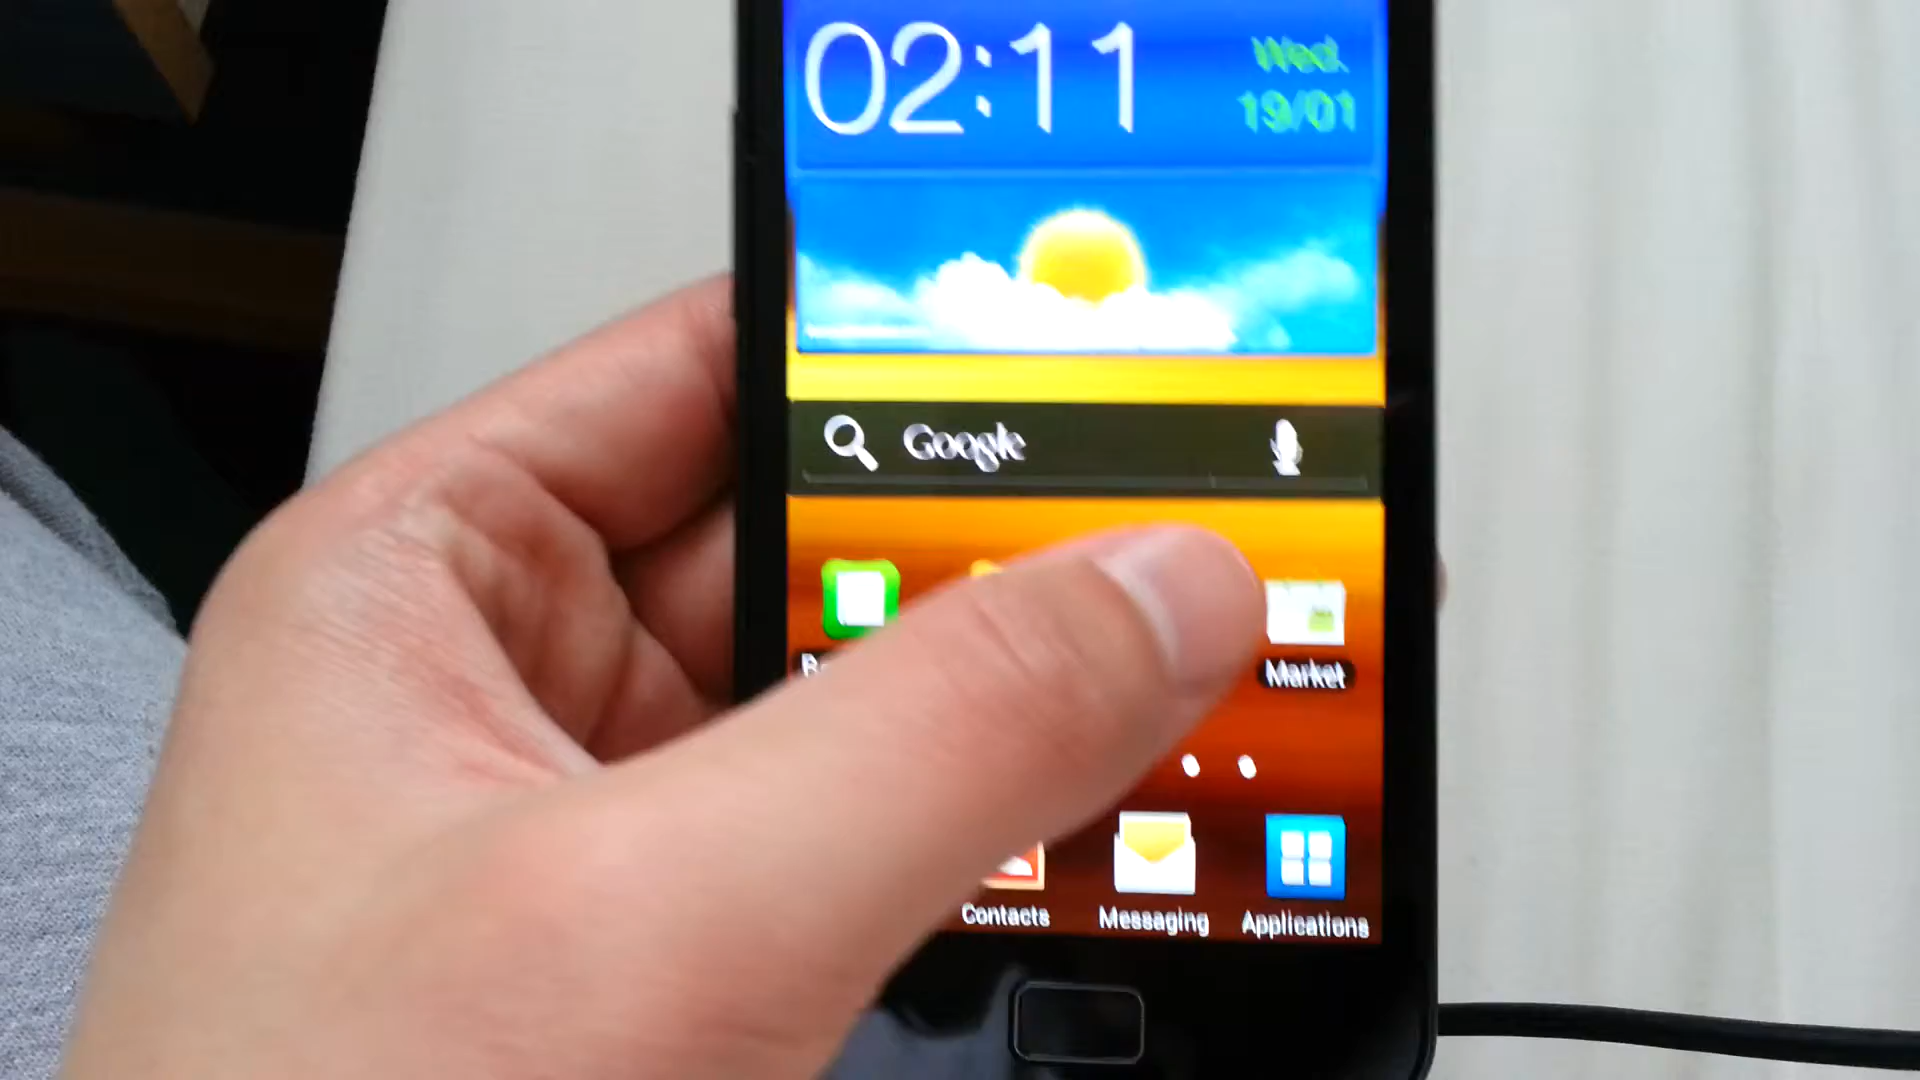 02:11
Wed.
19/01
Google
Market
Contacts
Messaging
Applications